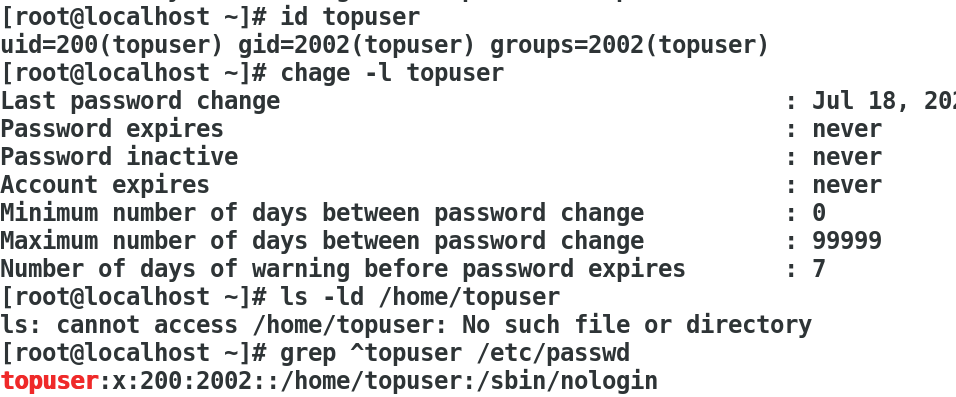 [root@localhost ~]# id topuser
uid=200(topuser) gid=2002(topuser) groups=2002(topuser)
[root@localhost ~]# chage -l topuser
Last password change : Jul 18,
Password expires : never
Password inactive : never
Account expires : never
Minimum number of days between password change : 0
Maximum number of days between password change : 99999
Number of days of warning before password expires : 7
[root@localhost ~]# ls -ld /home/topuser
ls: cannot access /home/topuser: No such file or directory
[root@localhost ~]# grep ^topuser /etc/passwd
topuser:x:200:2002::/home/topuser:/sbin/nologin